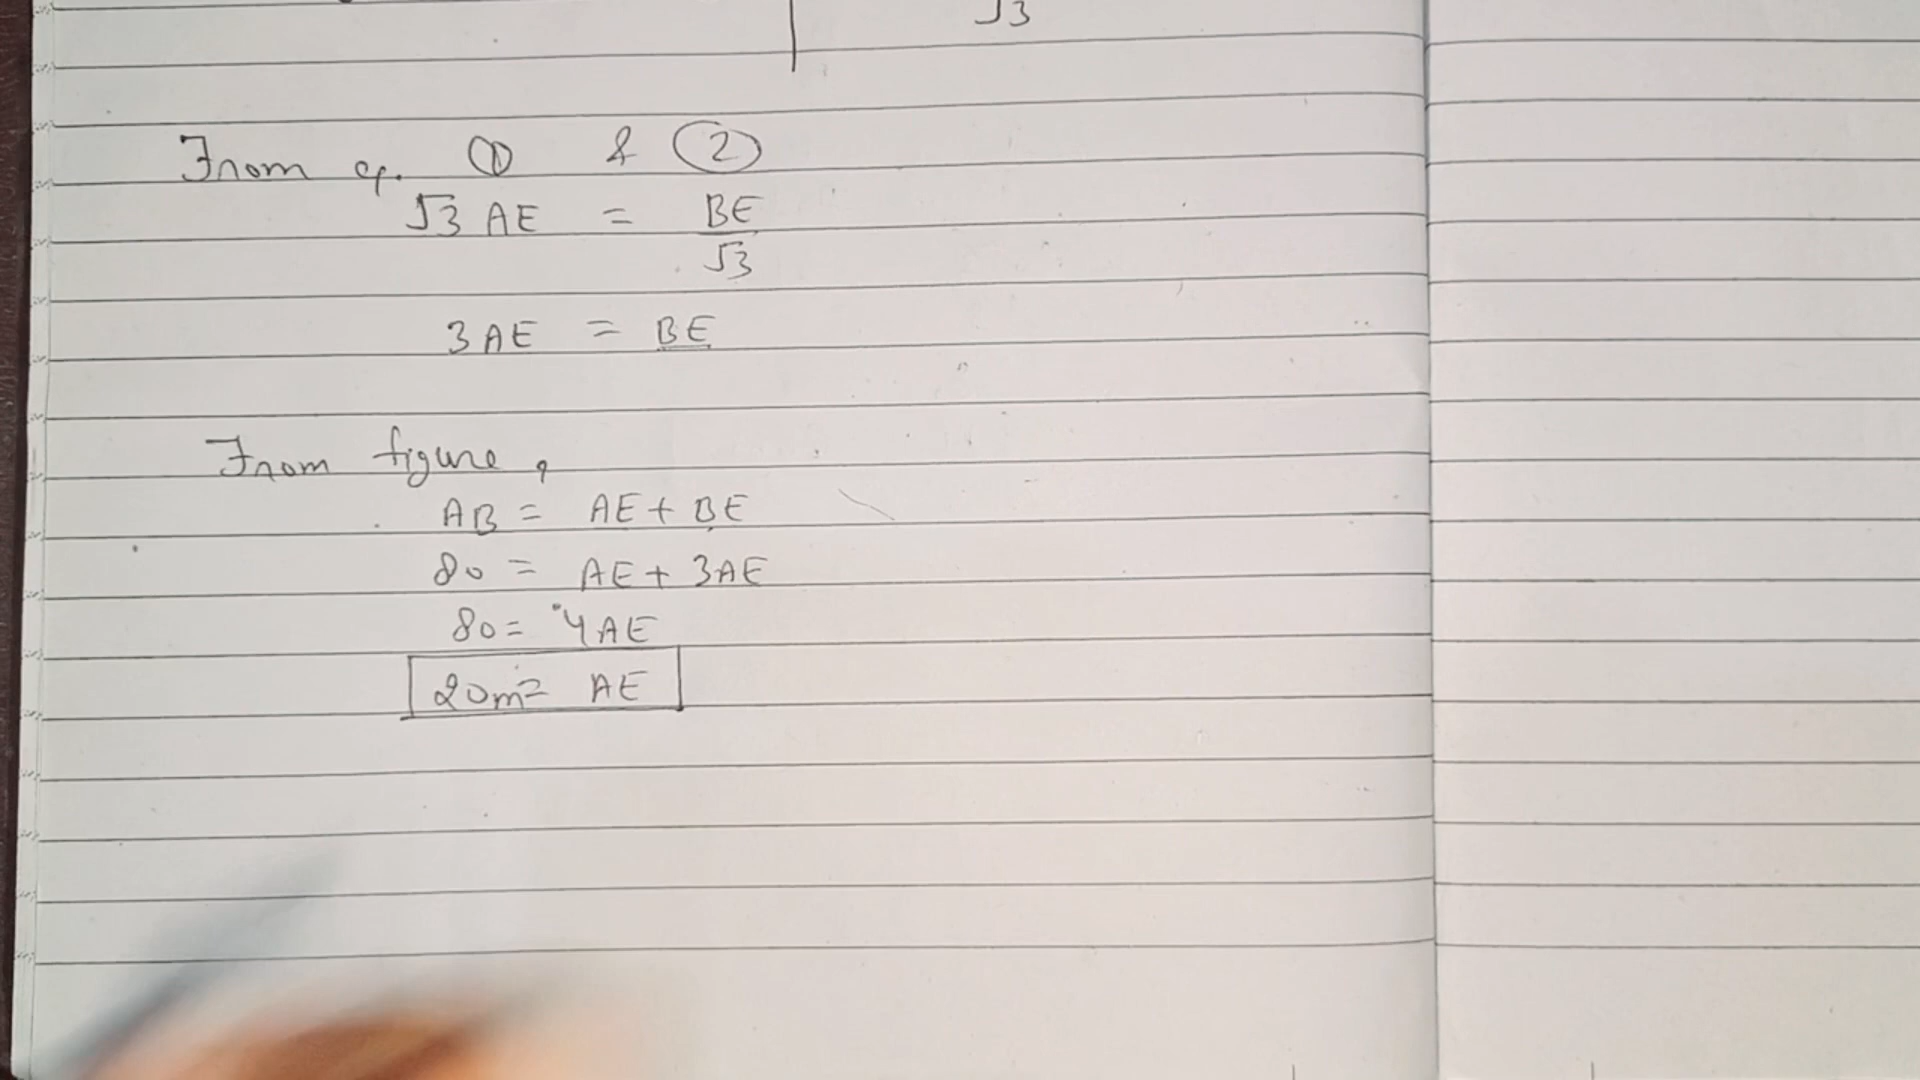 √3
From eq. ① & ②
√3 AE = BE/√3
3AE = BE
From figure,
AB = AE + BE
80 = AE + 3AE
80 = 4AE
20m = AE